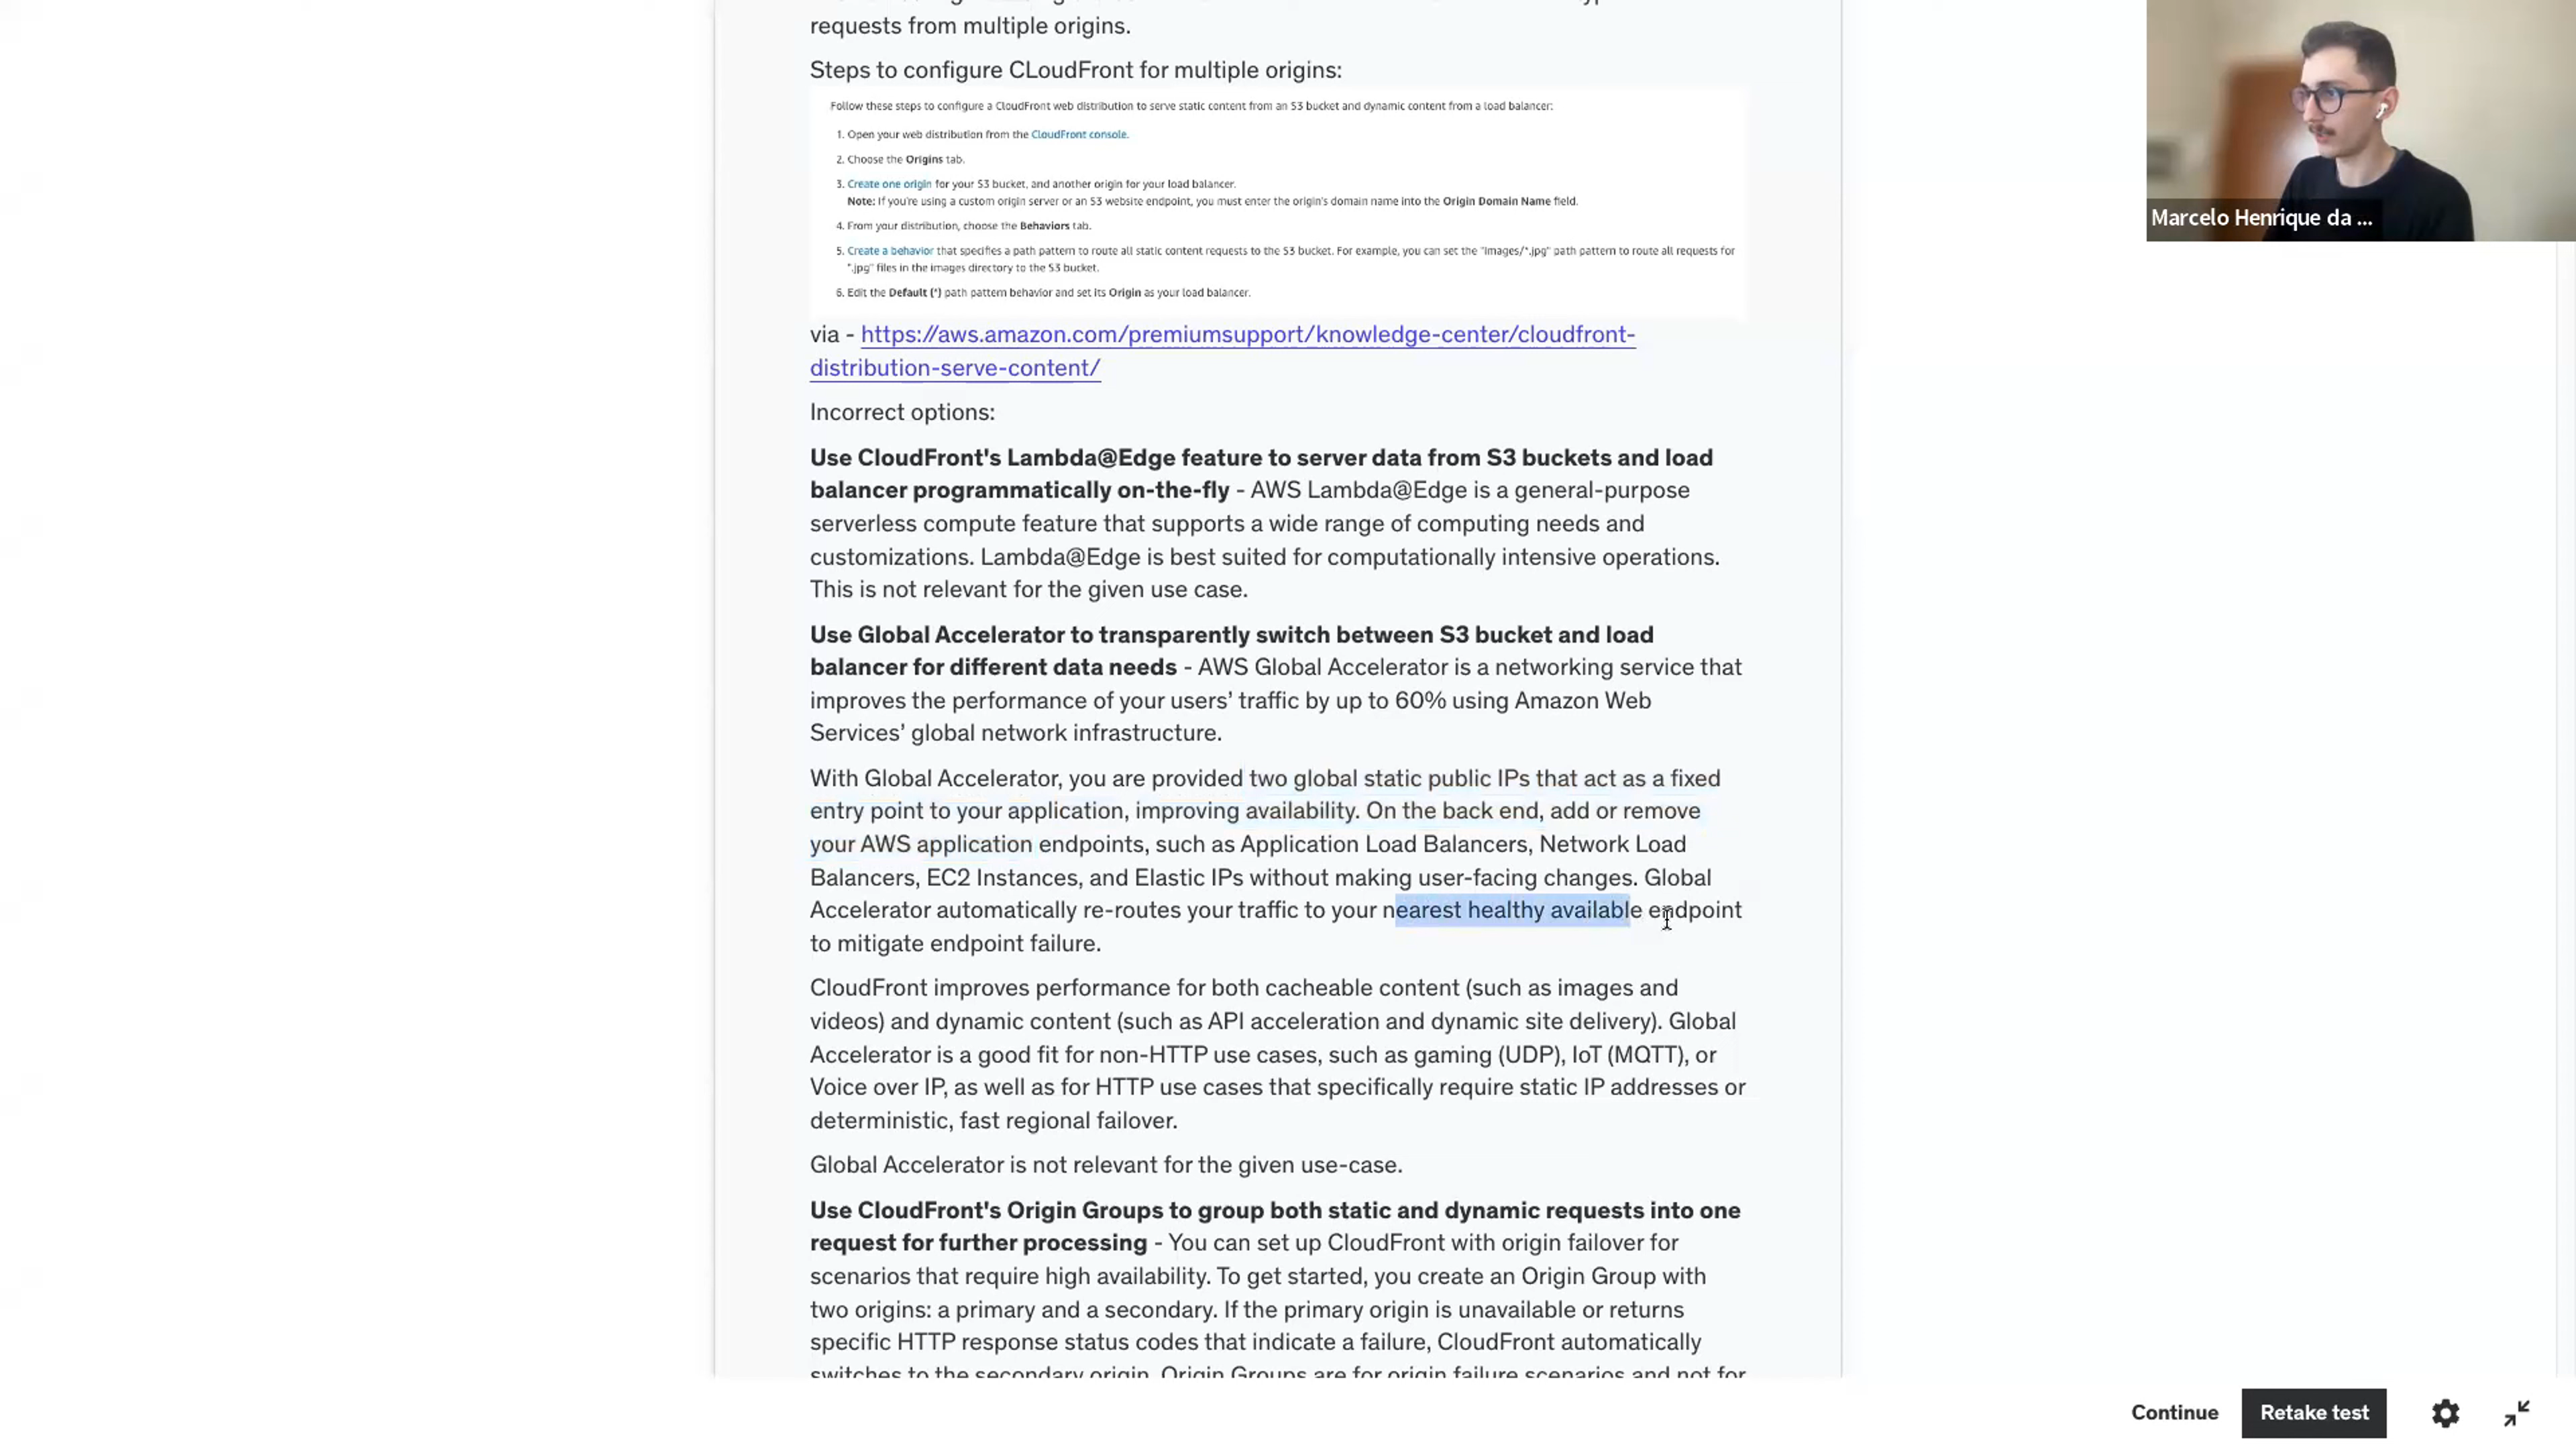 requests from multiple origins.
Steps to configure CLoudFront for multiple origins:
Follow these steps to configure a CloudFront web distribution to serve static content from an S3 bucket and dynamic content from a load balancer:
1. Open your web distribution from the CloudFront console.
2. Choose the Origins tab.
3. Create one origin for your S3 bucket, and another origin for your load balancer.
Note: If you're using a custom origin server or an S3 website endpoint, you must enter the origin's domain name into the Origin Domain Name field.
4. From your distribution, choose the Behaviors tab.
5. Create a behavior that specifies a path pattern to route all static content requests to the S3 bucket. For example, you can set the "images/*.jpg" path pattern to route all requests for
".jpg" files in the images directory to the S3 bucket.
6. Edit the Default (*) path pattern behavior and set its Origin as your load balancer.
via - https://aws.amazon.com/premiumsupport/knowledge-center/cloudfront-
distribution-serve-content/
Incorrect options:
Use CloudFront's Lambda@Edge feature to server data from S3 buckets and load
balancer programmatically on-the-fly - AWS Lambda@Edge is a general-purpose
serverless compute feature that supports a wide range of computing needs and
customizations. Lambda@Edge is best suited for computationally intensive operations.
This is not relevant for the given use case.
Use Global Accelerator to transparently switch between S3 bucket and load
balancer for different data needs - AWS Global Accelerator is a networking service that
improves the performance of your users’ traffic by up to 60% using Amazon Web
Services’ global network infrastructure.
With Global Accelerator, you are provided two global static public IPs that act as a fixed
entry point to your application, improving availability. On the back end, add or remove
your AWS application endpoints, such as Application Load Balancers, Network Load
Balancers, EC2 Instances, and Elastic IPs without making user-facing changes. Global
Accelerator automatically re-routes your traffic to your nearest healthy available endpoint
to mitigate endpoint failure.
CloudFront improves performance for both cacheable content (such as images and
videos) and dynamic content (such as API acceleration and dynamic site delivery). Global
Accelerator is a good fit for non-HTTP use cases, such as gaming (UDP), IoT (MQTT), or
Voice over IP, as well as for HTTP use cases that specifically require static IP addresses or
deterministic, fast regional failover.
Global Accelerator is not relevant for the given use-case.
Use CloudFront's Origin Groups to group both static and dynamic requests into one
request for further processing - You can set up CloudFront with origin failover for
scenarios that require high availability. To get started, you create an Origin Group with
two origins: a primary and a secondary. If the primary origin is unavailable or returns
specific HTTP response status codes that indicate a failure, CloudFront automatically
switches to the secondary origin. Origin Groups are for origin failure scenarios and not for
Marcelo Henrique da ...
Continue
Retake test